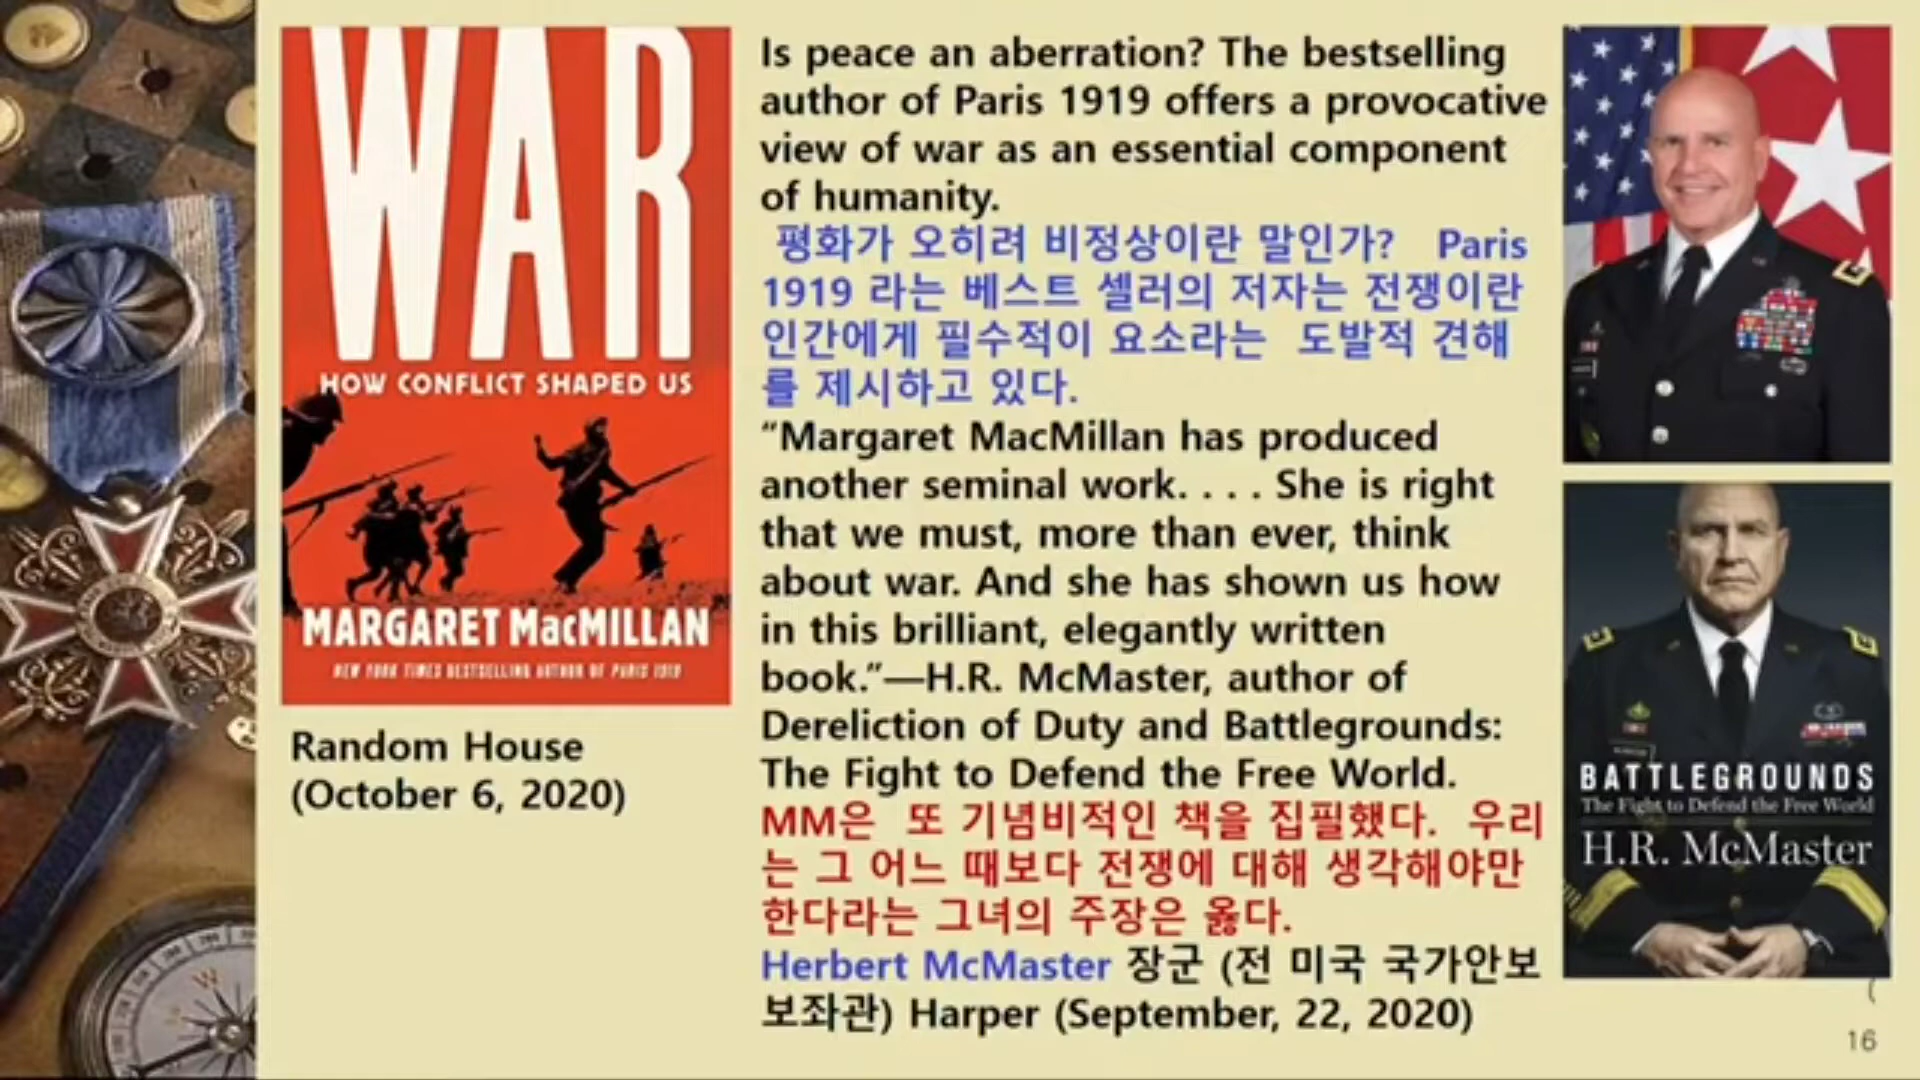 WAR
HOW CONFLICT SHAPED US
MARGARET MacMILLAN
NEW YORK TIMES BESTSELLING AUTHOR OF PARIS 1919
Random House
(October 6, 2020)
Is peace an aberration? The bestselling
author of Paris 1919 offers a provocative
view of war as an essential component
of humanity.
평화가 오히려 비정상이란 말인가? Paris
1919 라는 베스트 셀러의 저자는 전쟁이란
인간에게 필수적이 요소라는 도발적 견해
를 제시하고 있다.
“Margaret MacMillan has produced
another seminal work. . . . She is right
that we must, more than ever, think
about war. And she has shown us how
in this brilliant, elegantly written
book.”—H.R. McMaster, author of
Dereliction of Duty and Battlegrounds:
The Fight to Defend the Free World.
MM은 또 기념비적인 책을 집필했다. 우리
는 그 어느 때보다 전쟁에 대해 생각해야만
한다라는 그녀의 주장은 옳다.
Herbert McMaster 장군 (전 미국 국가안보
보좌관) Harper (September, 22, 2020)
BATTLEGROUNDS
The Fight to Defend the Free World
H.R. McMaster
16